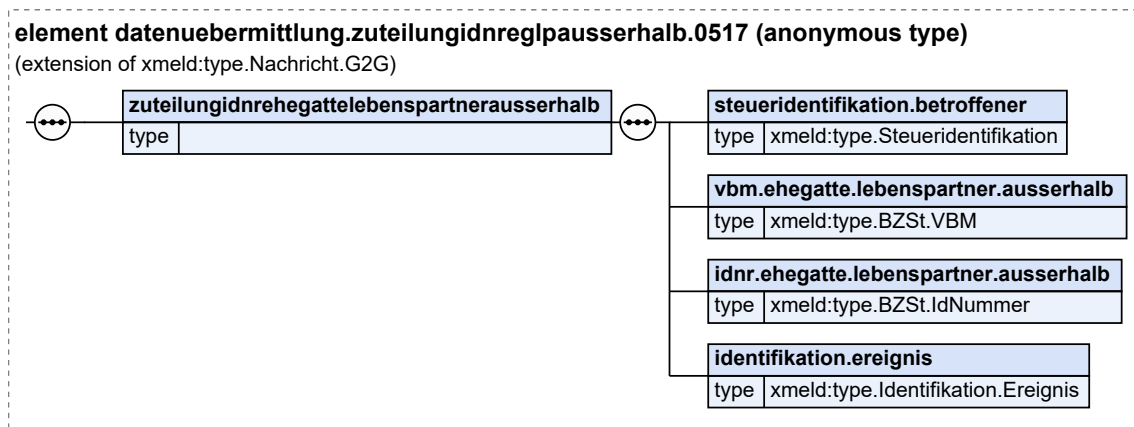 element datenuebermittlung.zuteilungidnreglpausserhalb.0517 (anonymous type)
(extension of xmeld:type.Nachricht.G2G)
zuteilungidnrehegattelebenspartnerausserhalb
type
steueridentifikation.betroffener
type xmeld:type.Steueridentifikation
vbm.ehegatte.lebenspartner.ausserhalb
type xmeld:type.BZSt.VBM
idnr.ehegatte.lebenspartner.ausserhalb
type xmeld:type.BZSt.IdNummer
identifikation.ereignis
type xmeld:type.Identifikation.Ereignis